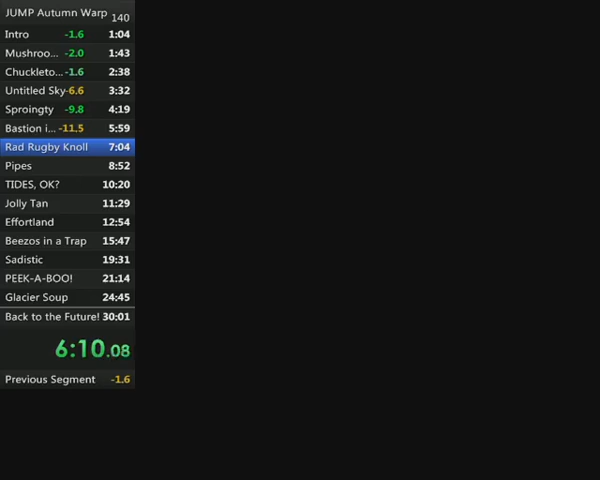 JUMP Autumn Warp 140
Intro -1.6 1:04
Mushroo... -2.0 1:43
Chuckleto... -1.6 2:38
Untitled Sky -6.6 3:32
Sproingty -9.8 4:19
Bastion i... -11.5 5:59
Rad Rugby Knoll 7:04
Pipes 8:52
TIDES, OK? 10:20
Jolly Tan 11:29
Effortland 12:54
Beezos in a Trap 15:47
Sadistic 19:31
PEEK-A-BOO! 21:14
Glacier Soup 24:45
Back to the Future! 30:01
6:10.08
Previous Segment -1.6